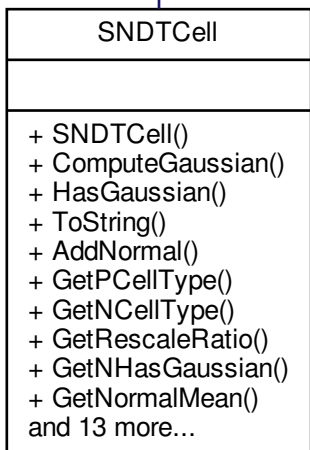 SNDTCell
+ SNDTCell()
+ ComputeGaussian()
+ HasGaussian()
+ ToString()
+ AddNormal()
+ GetPCellType()
+ GetNCellType()
+ GetRescaleRatio()
+ GetNHasGaussian()
+ GetNormalMean()
and 13 more...